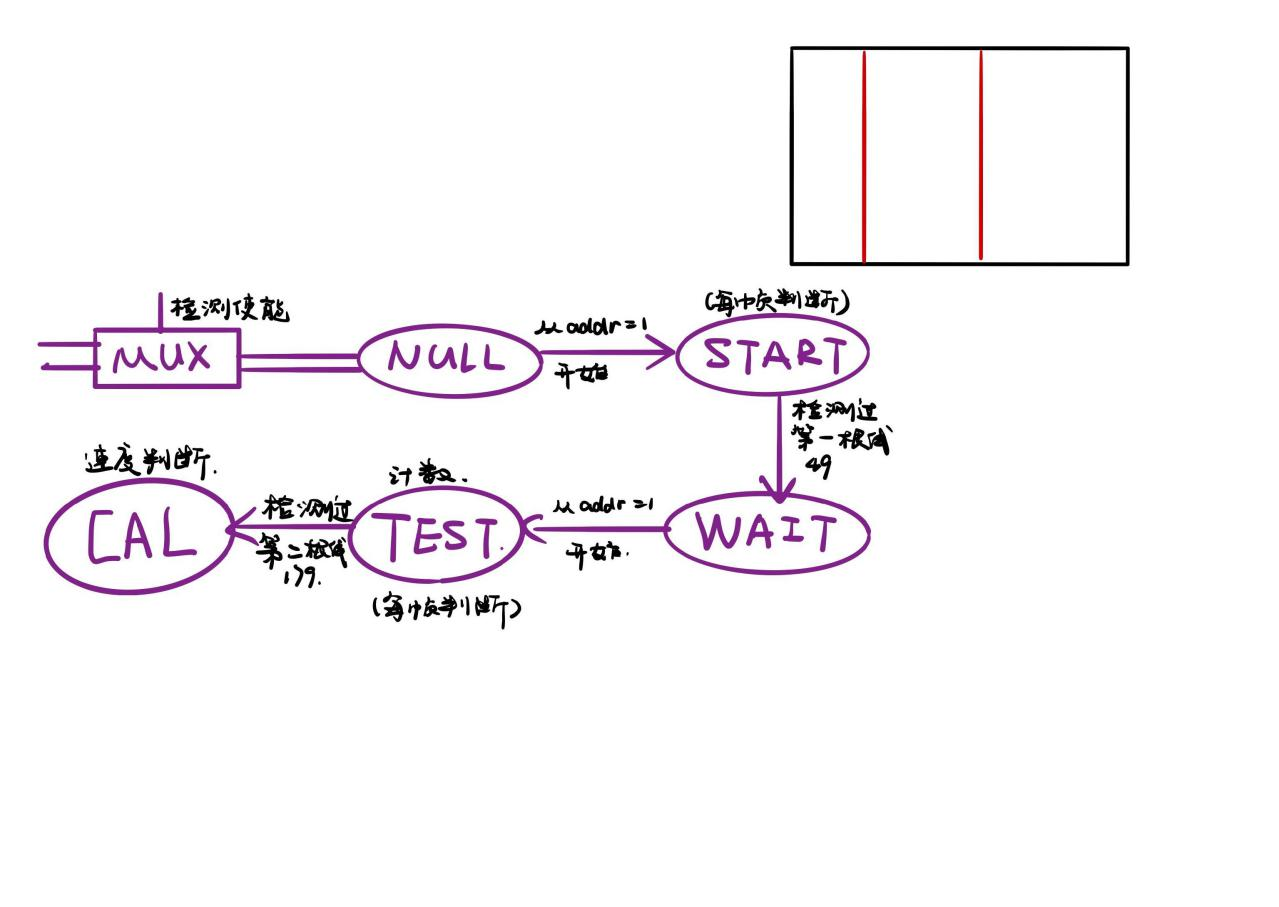 检测使能
MUX
NULL
m addr=1
开始
(每帧判断)
START
检测过
第一根线
49
WAIT
m addr=1
开始
计数.
TEST
(每帧判断)
检测过
第二根线
179.
速度判断.
CAL